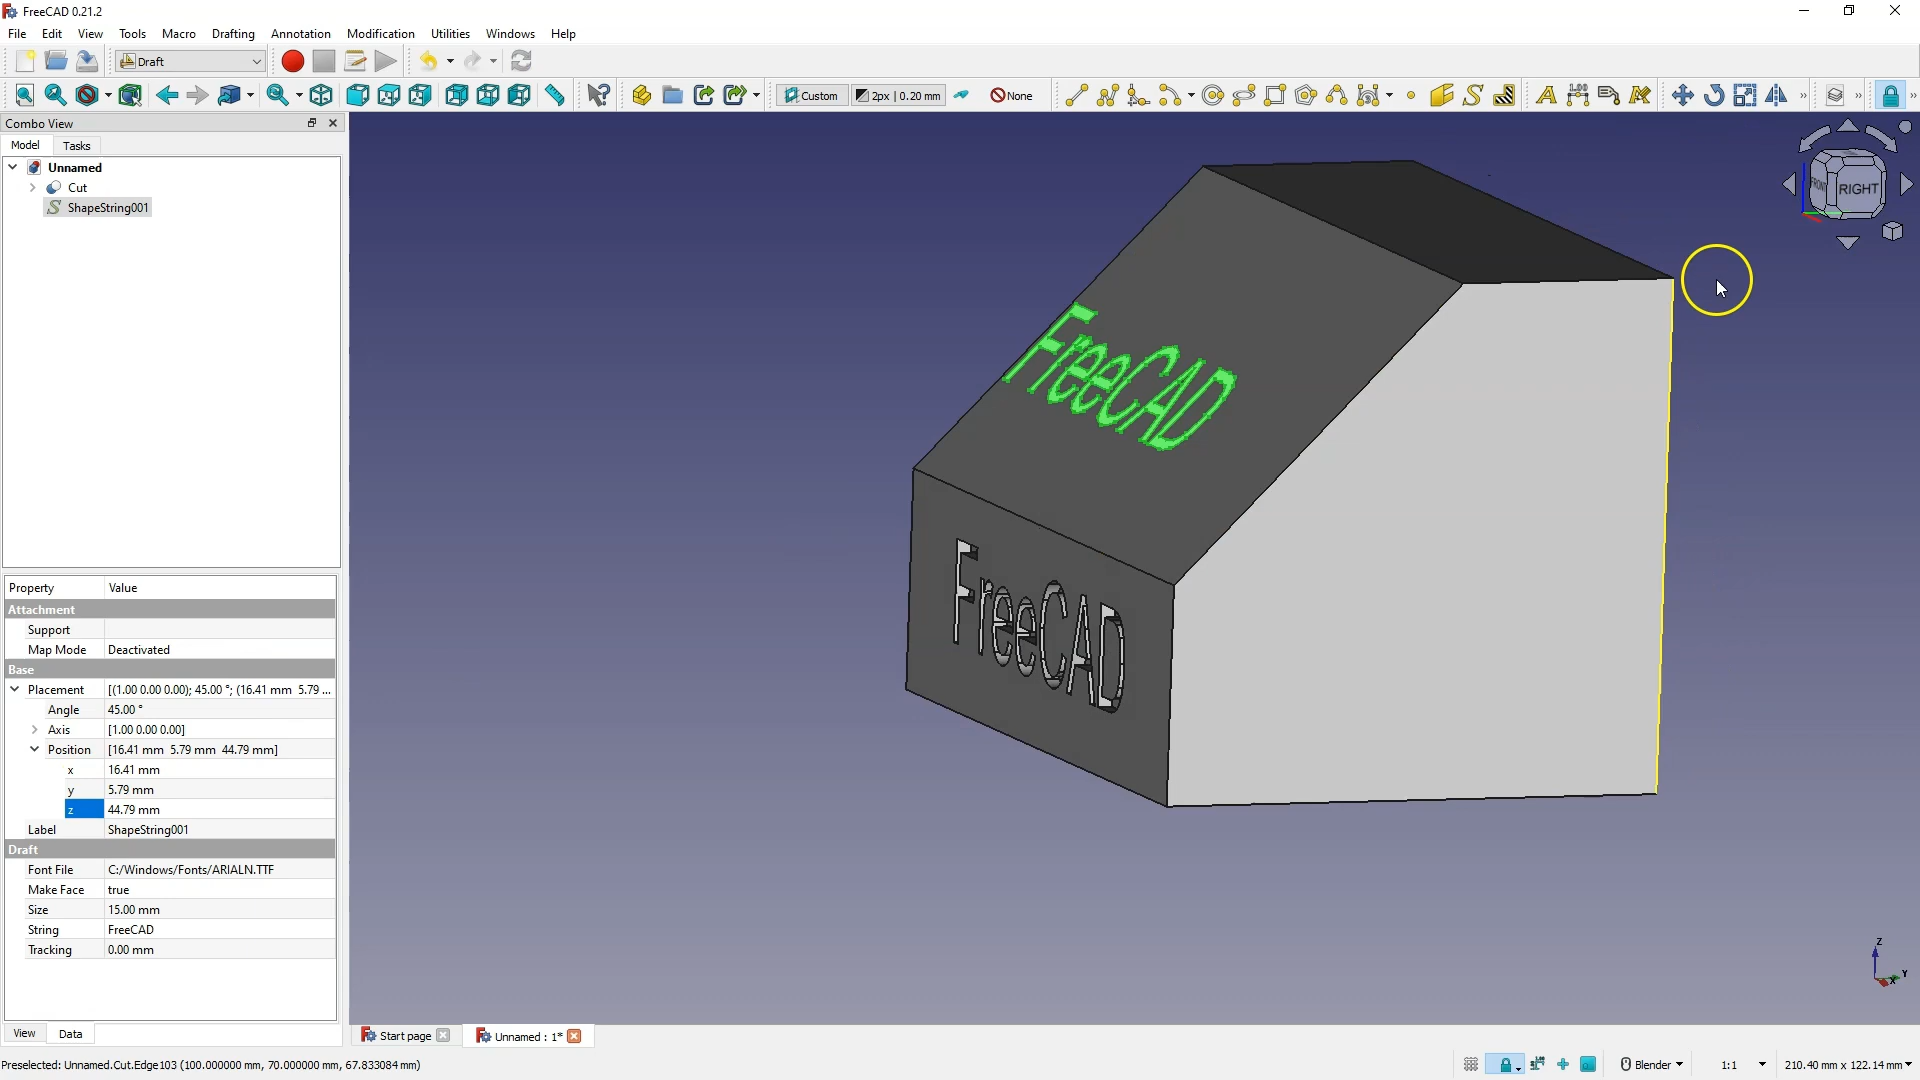 FreeCAD 0.21.2
File Edit View Tools Macro Drafting Annotation Modification Utilities Windows Help
Draft
Custom 2px | 0.20 mm None
Combo View
Model Tasks
Unnamed
Cut
ShapeString001
FRONT RIGHT
FreeCAD
FreeCAD
Property Value
Attachment
Support
Map Mode Deactivated
Base
Placement [(1.00 0.00 0.00); 45.00 °; (16.41 mm 5.79 ...
Angle 45.00 °
Axis [1.00 0.00 0.00]
Position [16.41 mm 5.79 mm 44.79 mm]
x 16.41 mm
y 5.79 mm
z 44.79 mm
Label ShapeString001
Draft
Font File C:/Windows/Fonts/ARIALN.TTF
Make Face true
Size 15.00 mm
String FreeCAD
Tracking 0.00 mm
Z
Y
X
View Data
Start page Unnamed : 1*
Preselected: Unnamed.Cut.Edge103 (100.000000 mm, 70.000000 mm, 67.833084 mm)
Blender 1:1 210.40 mm x 122.14 mm